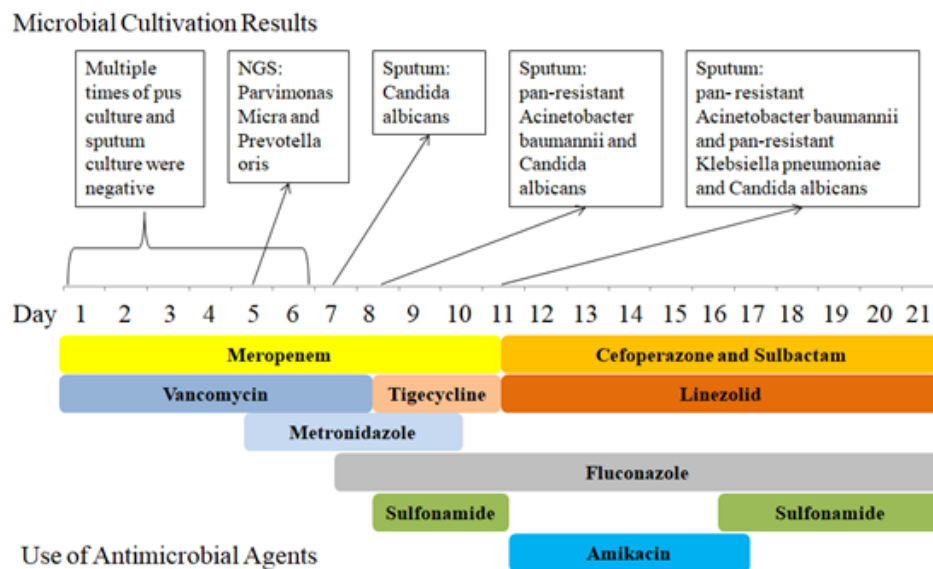 Microbial Cultivation Results
Multiple
times of pus
culture and
sputum
culture were
negative
NGS:
Parvimonas
Micra and
Prevotella
oris
Sputum:
Candida
albicans
Sputum:
pan-resistant
Acinetobacter
baumannii and
Candida
albicans
Sputum:
pan- resistant
Acinetobacter baumannii
and pan-resistant
Klebsiella pneumoniae
and Candida albicans
Day 1 2 3 4 5 6 7 8 9 10 11 12 13 14 15 16 17 19 20 21
Meropenem Cefoperazone and Sulbactam
Vancomycin Tigecycline Linezolid
Metronidazole
Fluconazole
Sulfonamide Sulfonamide
Amikacin
Use of Antimicrobial Agents